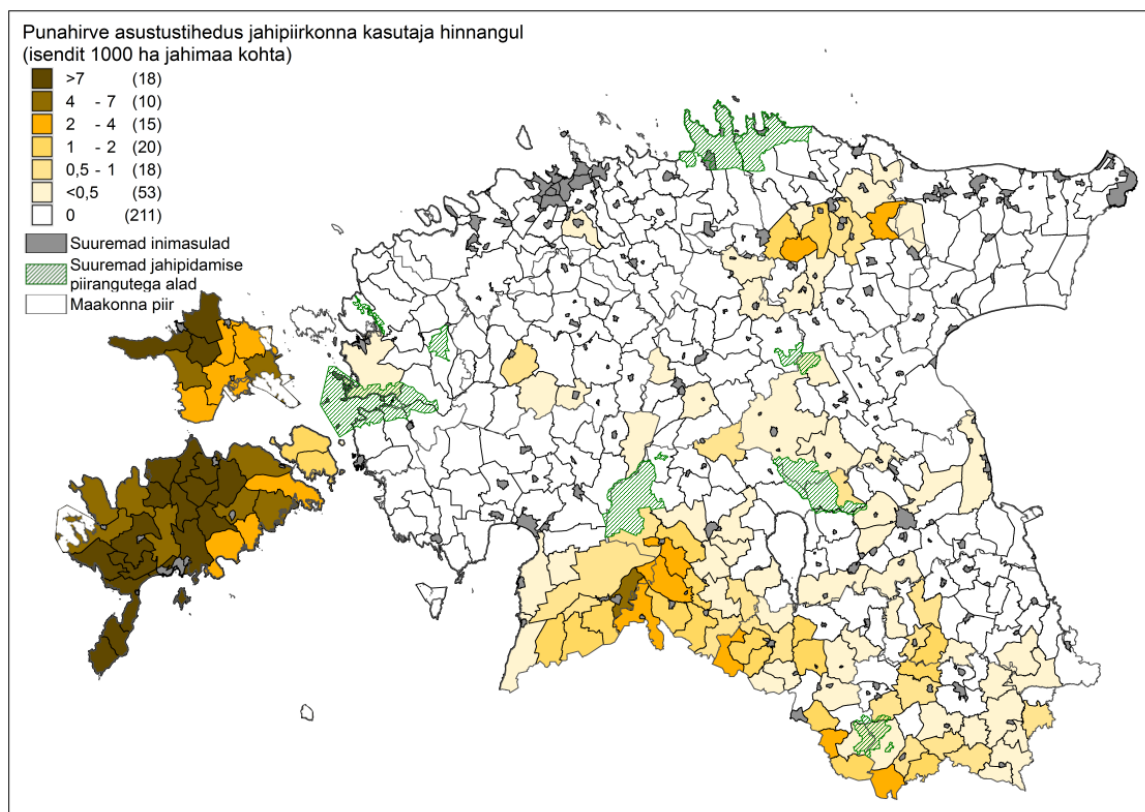 Punahirve asustustihedus jahipiirkonna kasutaja hinnangul
(isendit 1000 ha jahimaa kohta)
>7 (18)
4 - 7 (10)
2 - 4 (15)
1 - 2 (20)
0,5 - 1 (18)
<0,5 (53)
0 (211)
Suuremad inimasulad
Suuremad jahipidamise
piirangutega alad
Maakonna piir